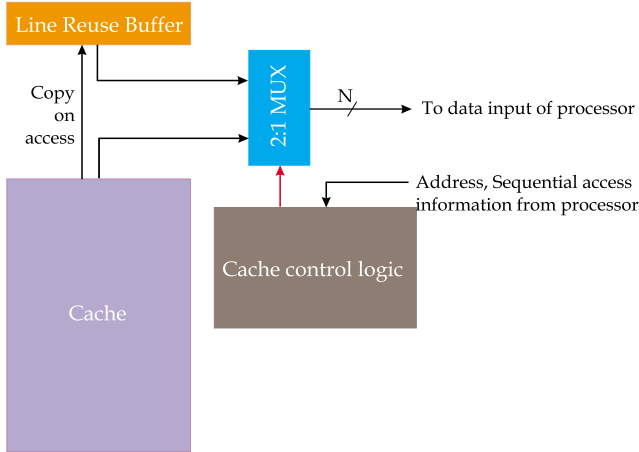 Line Reuse Buffer
Copy
on
access
2:1 MUX
N
To data input of processor
Address, Sequential access
information from processor
Cache control logic
Cache